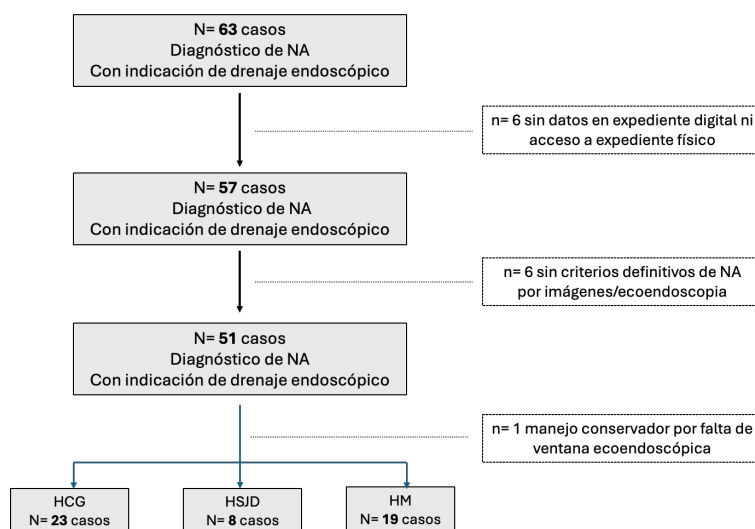 N= 63 casos
Diagnóstico de NA
Con indicación de drenaje endoscópico
n= 6 sin datos en expediente digital ni
acceso a expediente físico
N= 57 casos
Diagnóstico de NA
Con indicación de drenaje endoscópico
n= 6 sin criterios definitivos de NA
por imágenes/ecoendoscopia
N= 51 casos
Diagnóstico de NA
Con indicación de drenaje endoscópico
n= 1 manejo conservador por falta de
ventana ecoendoscópica
HCG
N= 23 casos
HSJD
N= 8 casos
HM
N= 19 casos